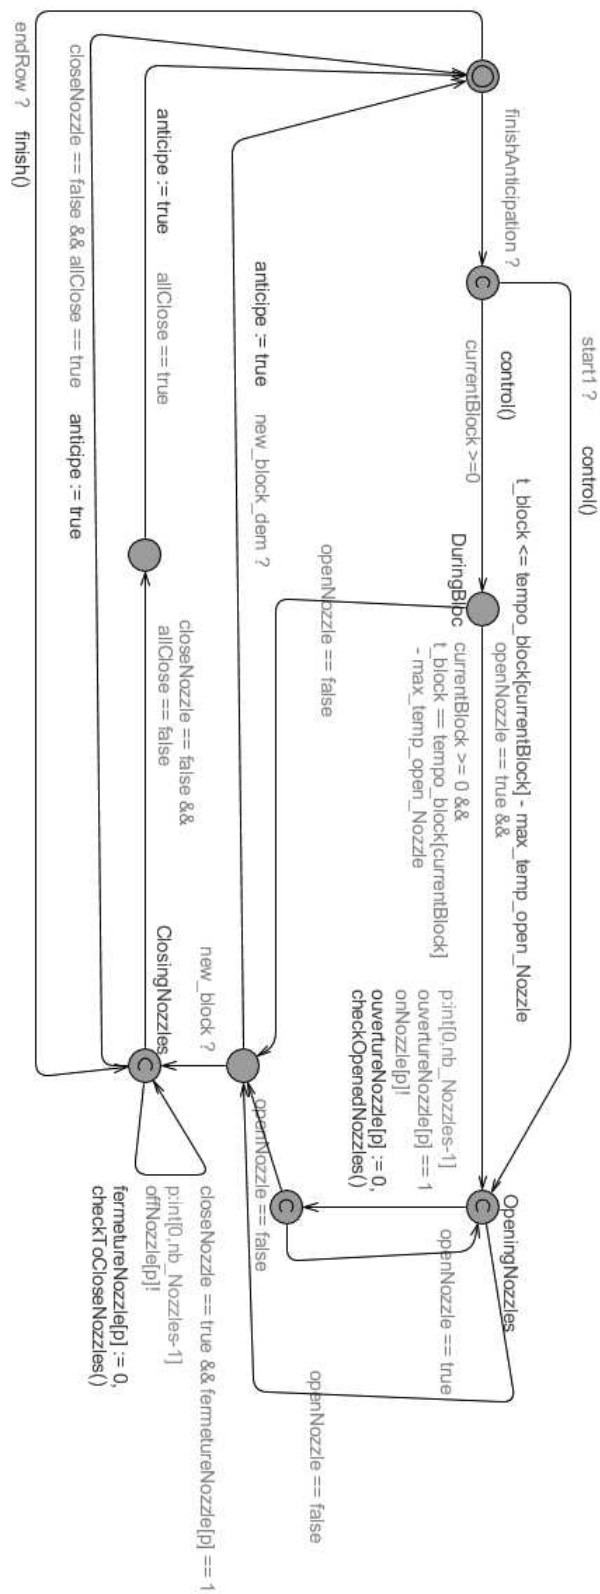 start1 ?
control()
finishAnticipation ?
control()
currentBlock >=0
t_block <= tempo_block[currentBlock] - max_temp_open_Nozzle
openNozzle == true &&
DuringBloc
currentBlock >= 0 &&
t_block == tempo_block[currentBlock]
- max_temp_open_Nozzle
OpeningNozzles
p:int[0,nb_Nozzles-1]
ouvertureNozzle[p] == 1
onNozzle[p]!
ouvertureNozzle[p] := 0,
checkOpenedNozzles()
openNozzle == true
openNozzle == false
openNozzle == false
openNozzle == false
anticipe := true
new_block_dem ?
new_block ?
anticipe := true
allClose == true
closeNozzle == false &&
allClose == false
ClosingNozzles
closeNozzle == true && fermetureNozzle[p] == 1
p:int[0,nb_Nozzles-1]
offNozzle[p]!
fermetureNozzle[p] := 0,
checkToCloseNozzles()
closeNozzle == false && allClose == true
anticipe := true
endRow ?
finish()
C
C
C
C